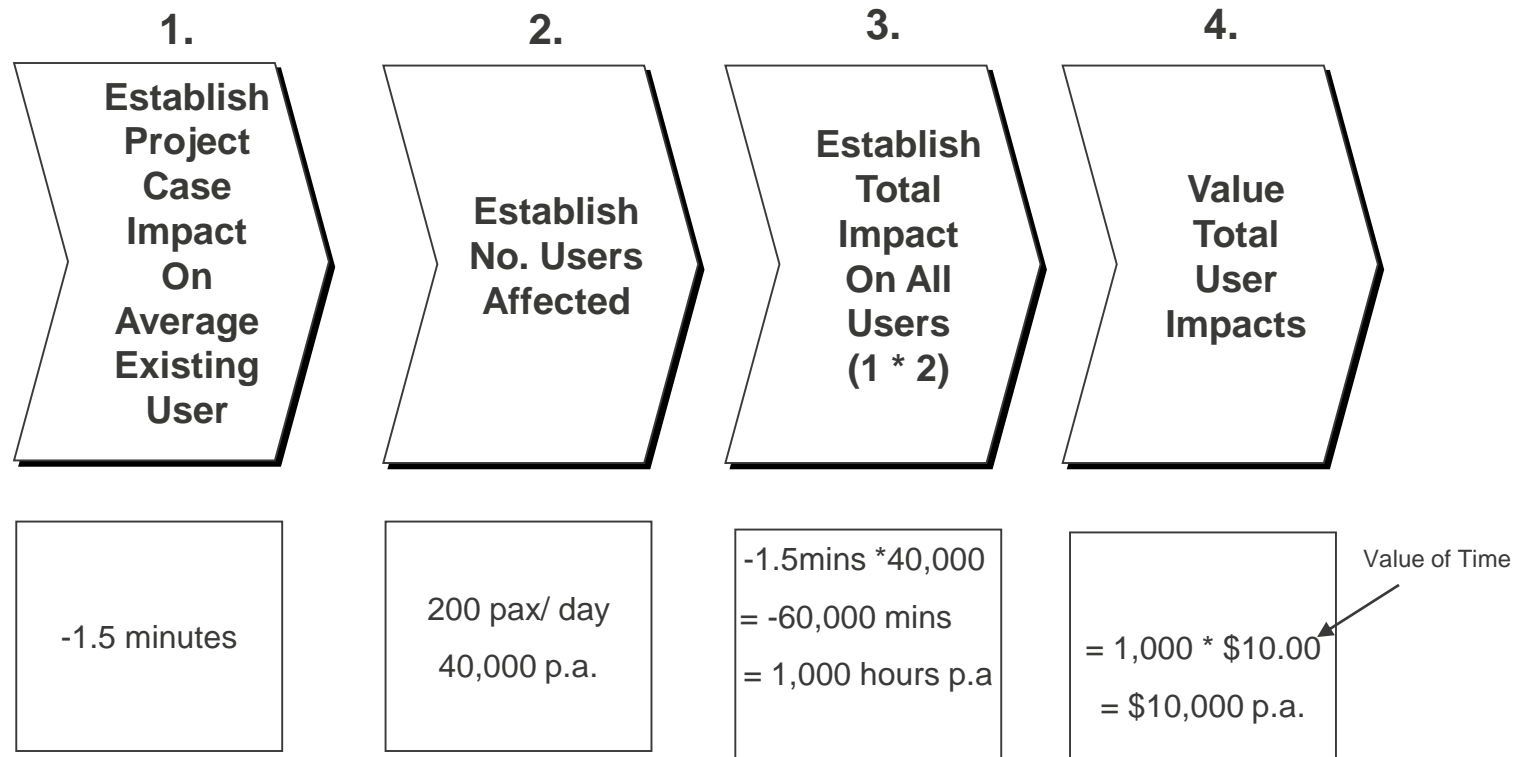 1.
Establish
Project
Case
Impact
On
Average
Existing
User
2.
Establish
No. Users
Affected
3.
Establish
Total
Impact
On All
Users
(1 * 2)
4.
Value
Total
User
Impacts
-1.5 minutes
200 pax/ day
40,000 p.a.
-1.5mins *40,000
= -60,000 mins
= 1,000 hours p.a
= 1,000 * $10.00
= $10,000 p.a.
Value of Time